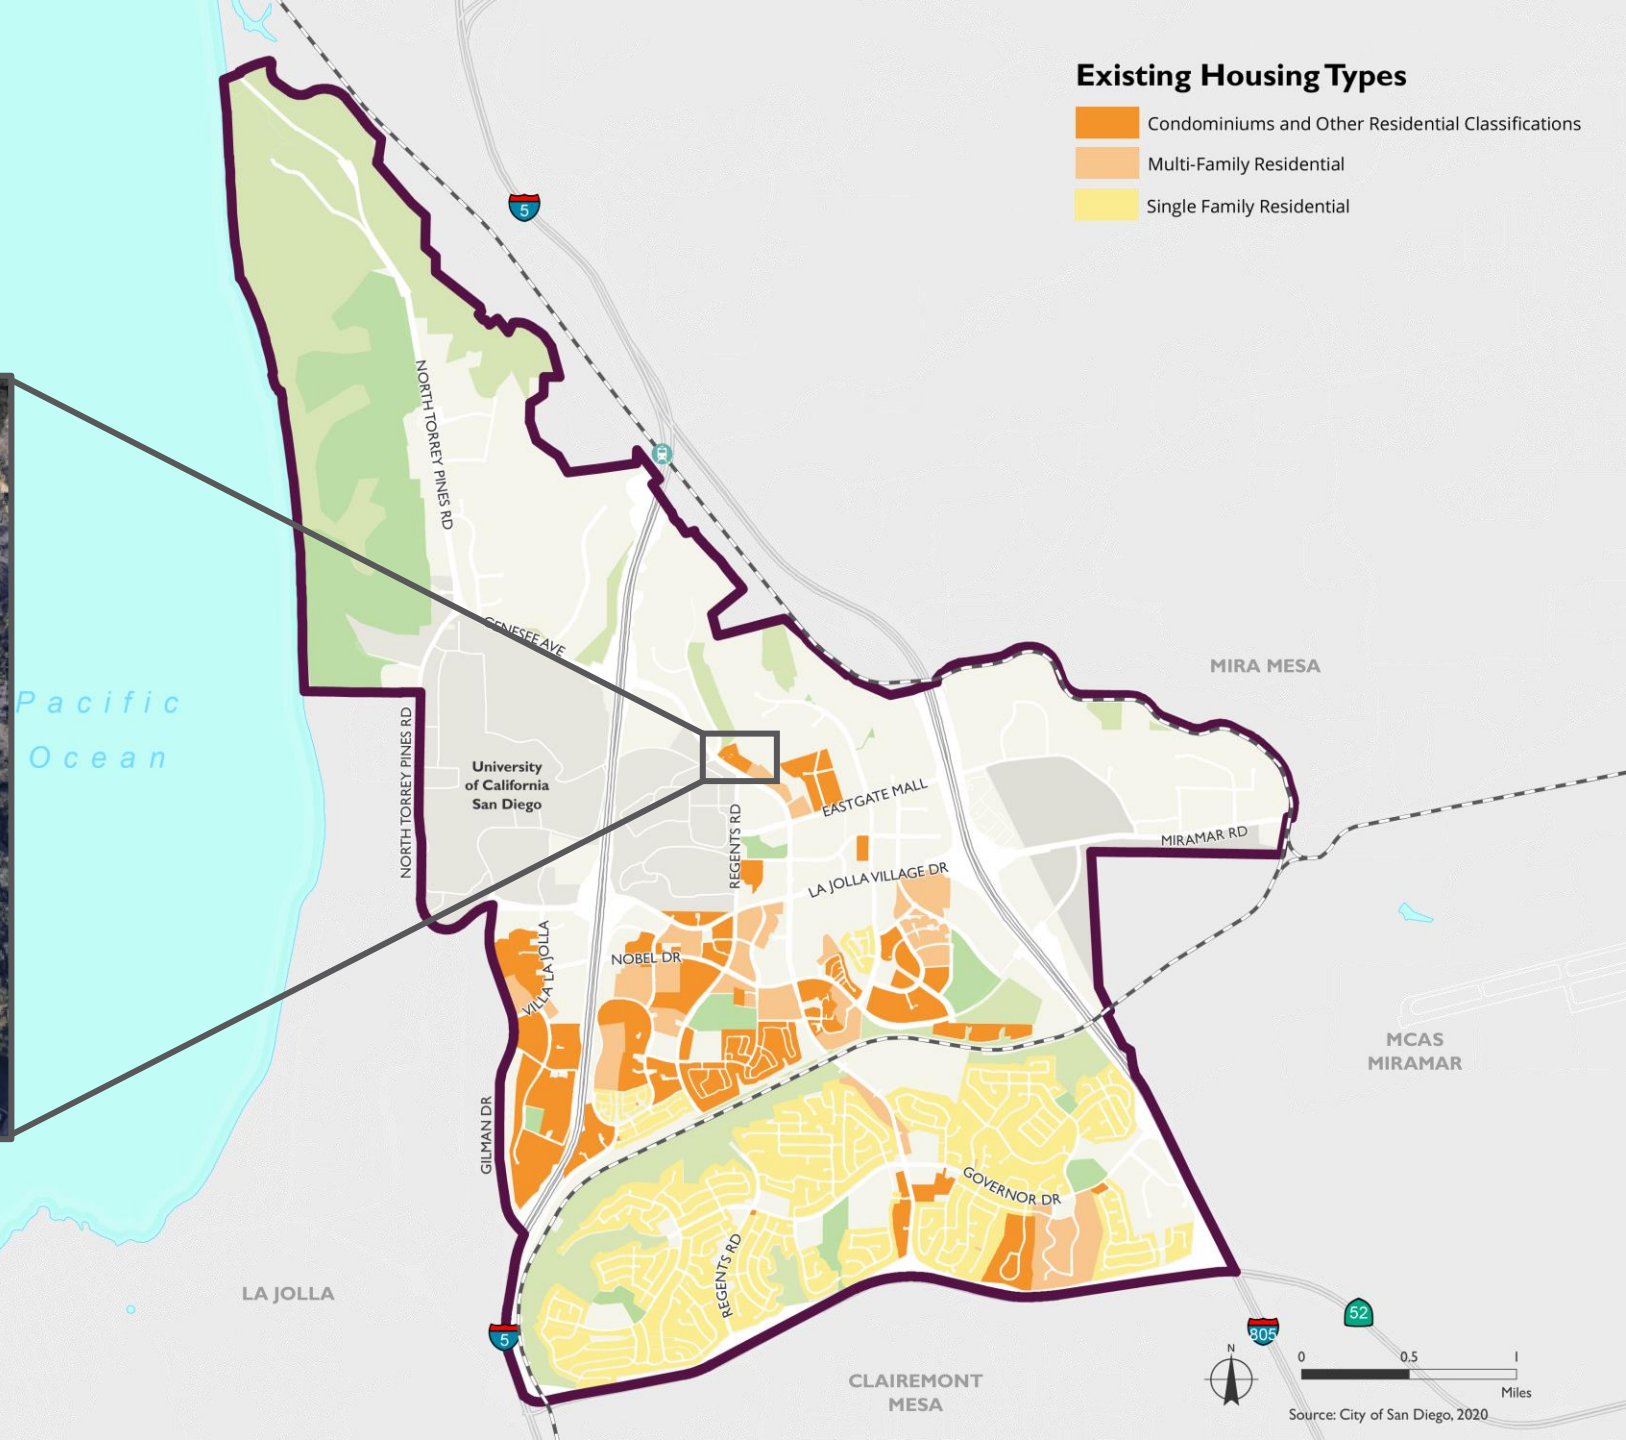 Existing Housing Types
Condominiums and Other Residential Classifications
Multi-Family Residential
Single Family Residential
5
NORTH TORREY PINES RD
GENESEE AVE
MIRA MESA
Pacific
Ocean
NORTH TORREY PINES RD
University
of California
San Diego
REGENTS RD
EASTGATE MALL
MIRAMAR RD
LA JOLLA VILLAGE DR
VILLA LA JOLLA
NOBEL DR
MCAS
MIRAMAR
GILMAN DR
GOVERNOR DR
REGENTS RD
LA JOLLA
5
52
805
CLAIREMONT
MESA
N
0 0.5 1
Miles
Source: City of San Diego, 2020